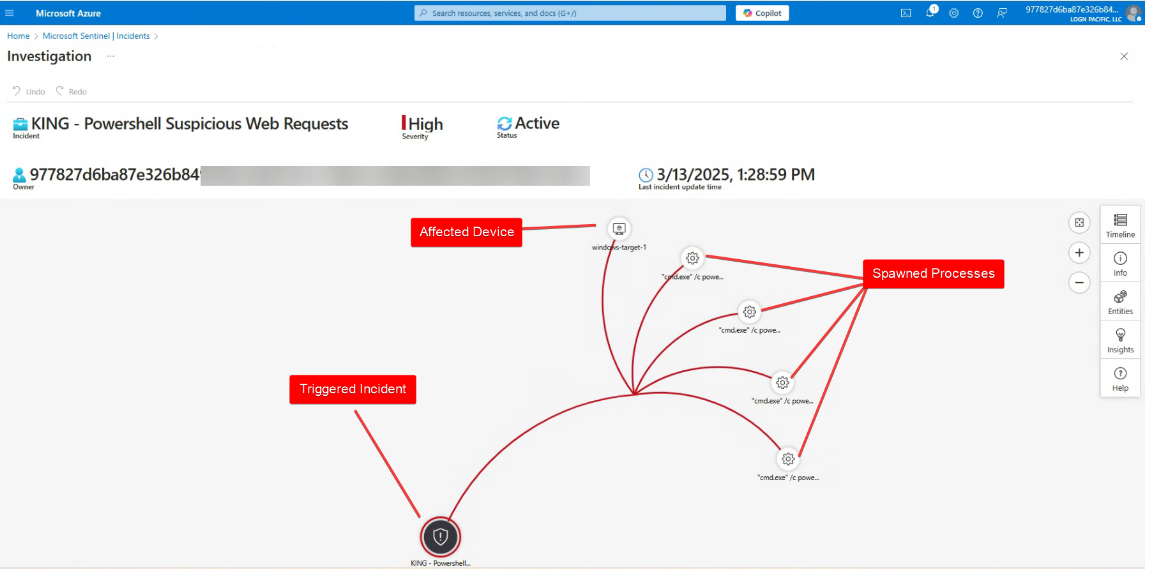 Microsoft Azure
Search resources, services, and docs (G+/)
Copilot
1
977827d6ba87e326b84...
LOGN PACIFIC, LLC
Home > Microsoft Sentinel | Incidents >
Investigation ...
Undo Redo
KING - Powershell Suspicious Web Requests
Incident
High
Severity
Active
Status
977827d6ba87e326b84
Owner
3/13/2025, 1:28:59 PM
Last incident update time
Affected Device
windows-target-1
"cmd.exe" /c powe...
Spawned Processes
"cmd.exe" /c powe...
"cmd.exe" /c powe...
"cmd.exe" /c powe...
Triggered Incident
KING - Powershell...
Timeline
Info
Entities
Insights
Help